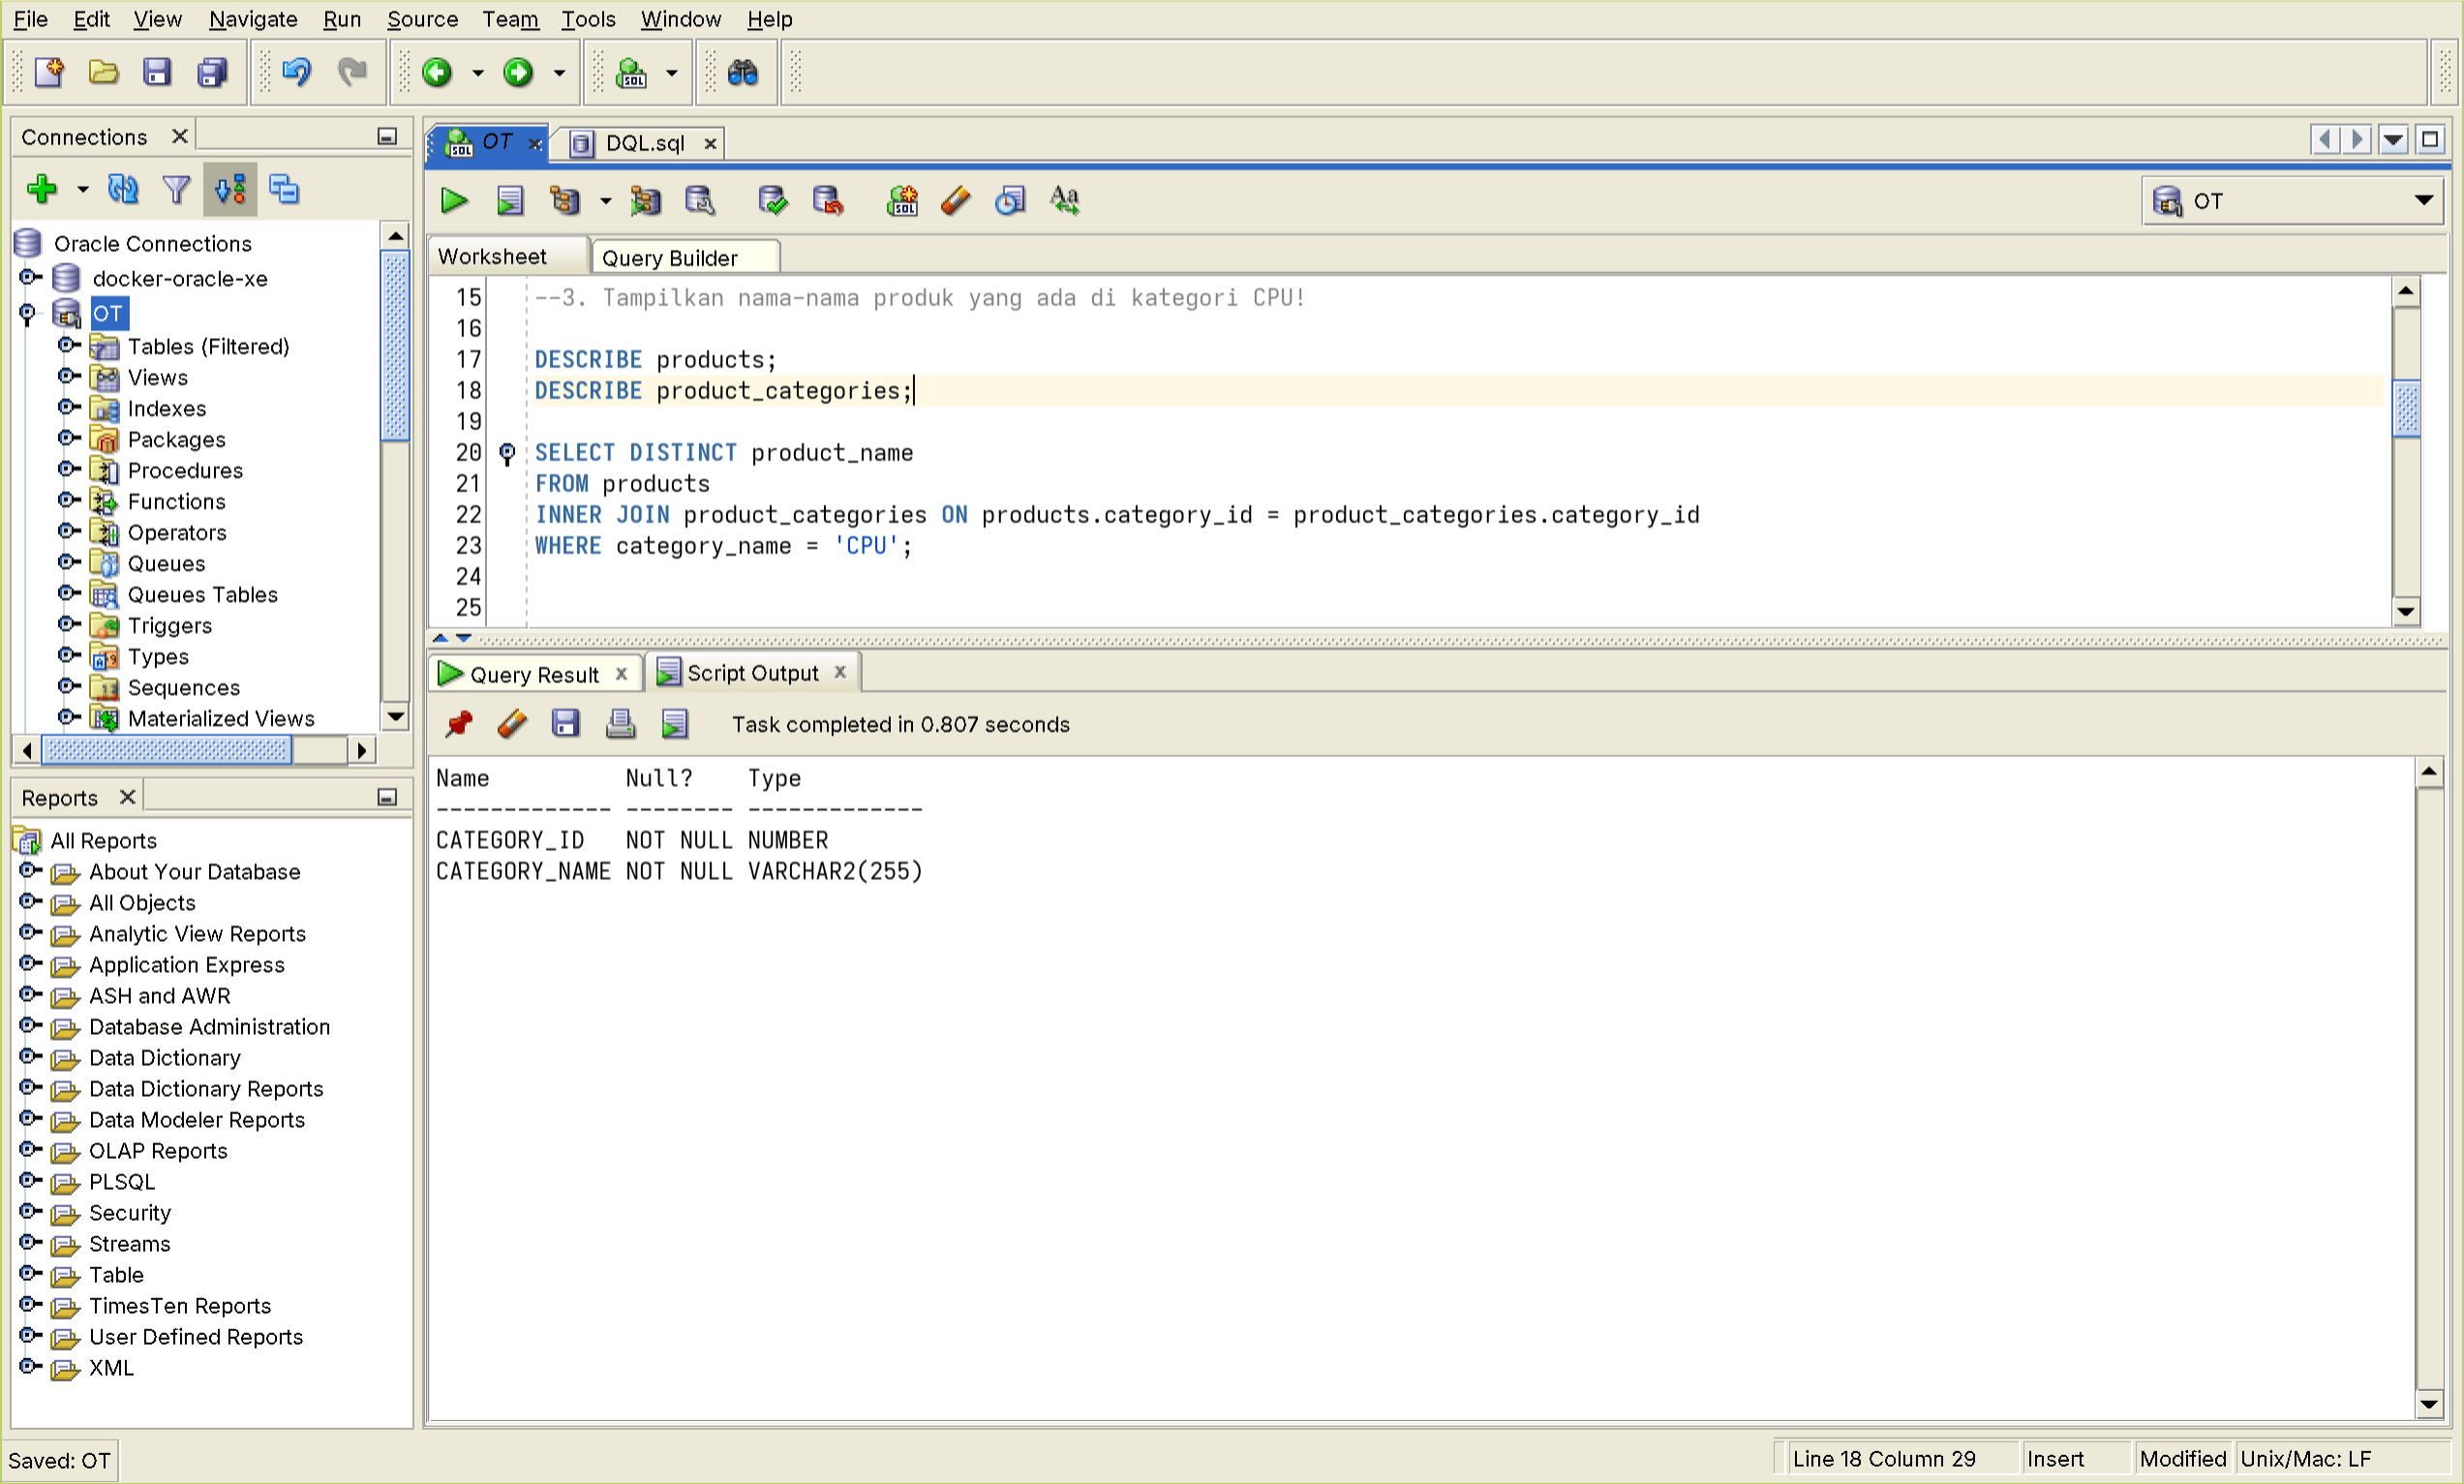 File Edit View Navigate Run Source Team Tools Window Help
Connections
Oracle Connections
docker-oracle-xe
OT
Tables (Filtered)
Views
Indexes
Packages
Procedures
Functions
Operators
Queues
Queues Tables
Triggers
Types
Sequences
Materialized Views
Reports
All Reports
About Your Database
All Objects
Analytic View Reports
Application Express
ASH and AWR
Database Administration
Data Dictionary
Data Dictionary Reports
Data Modeler Reports
OLAP Reports
PLSQL
Security
Streams
Table
TimesTen Reports
User Defined Reports
XML
OT DQL.sql
OT
Worksheet Query Builder
15 --3. Tampilkan nama-nama produk yang ada di kategori CPU!
16
17 DESCRIBE products;
18 DESCRIBE product_categories;
19
20 SELECT DISTINCT product_name
21 FROM products
22 INNER JOIN product_categories ON products.category_id = product_categories.category_id
23 WHERE category_name = 'CPU';
24
25
Query Result Script Output
Task completed in 0.807 seconds
Name Null? Type
------------- -------- -------------
CATEGORY_ID NOT NULL NUMBER
CATEGORY_NAME NOT NULL VARCHAR2(255)
Saved: OT
Line 18 Column 29 Insert Modified Unix/Mac: LF